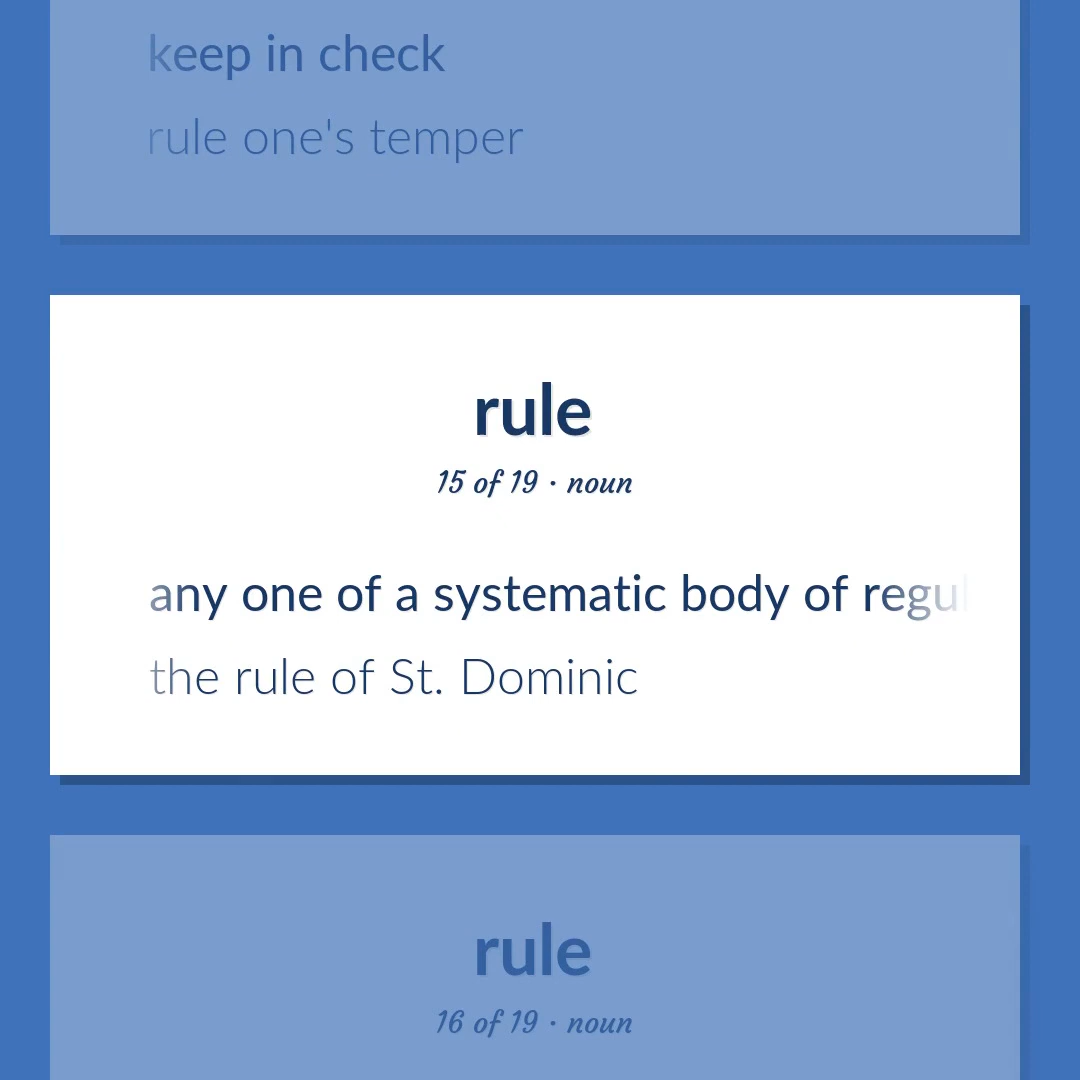 keep in check
rule one's temper
rule
15 of 19 · noun
any one of a systematic body of regul
the rule of St. Dominic
rule
16 of 19 · noun